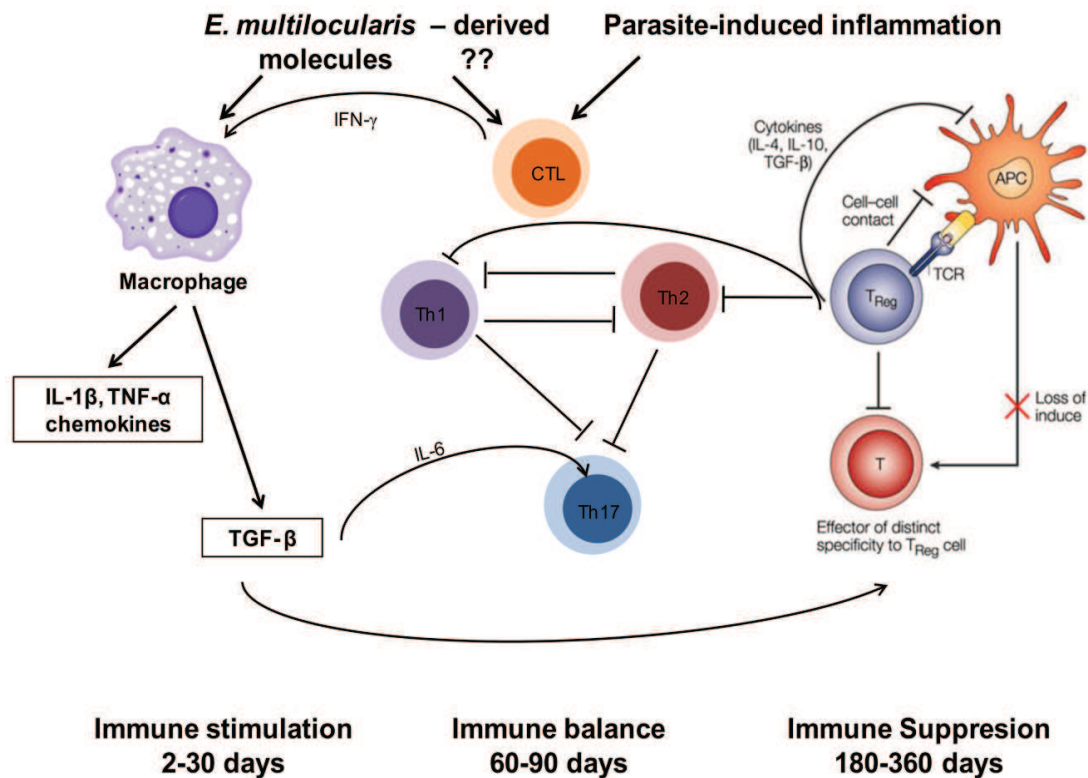 E. multilocularis – derived
molecules
??
Parasite-induced inflammation
IFN-γ
CTL
Cytokines
(IL-4, IL-10,
TGF-β)
APC
Cell–cell
contact
TCR
Macrophage
Th1
Th2
TReg
IL-1β, TNF-α
chemokines
Loss of
induce
IL-6
T
Th17
TGF-β
Effector of distinct
specificity to TReg cell
Immune stimulation
2-30 days
Immune balance
60-90 days
Immune Suppresion
180-360 days